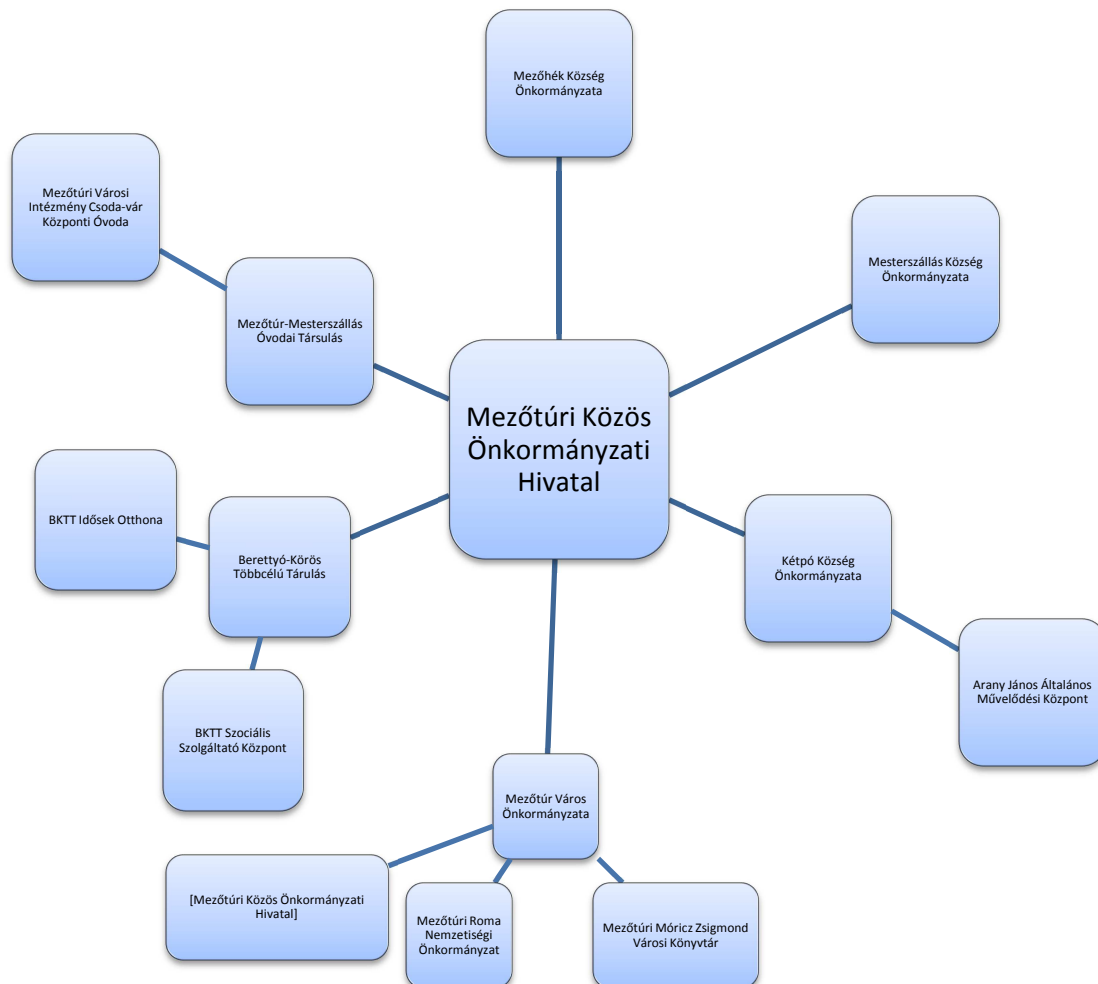 Mezőhék Község
Önkormányzata
Mezőtúri Városi
Intézmény Csoda-vár
Központi Óvoda
Mesterszállás Község
Önkormányzata
Mezőtúr-Mesterszállás
Óvodai Társulás
Mezőtúri Közös
Önkormányzati
Hivatal
BKTT Idősek Otthona
Berettyó-Körös
Többcélú Tárulás
Kétpó Község
Önkormányzata
Arany János Általános
Művelődési Központ
BKTT Szociális
Szolgáltató Központ
Mezőtúr Város
Önkormányzata
[Mezőtúri Közös Önkormányzati
Hivatal]
Mezőtúri Roma
Nemzetiségi
Önkormányzat
Mezőtúri Móricz Zsigmond
Városi Könyvtár